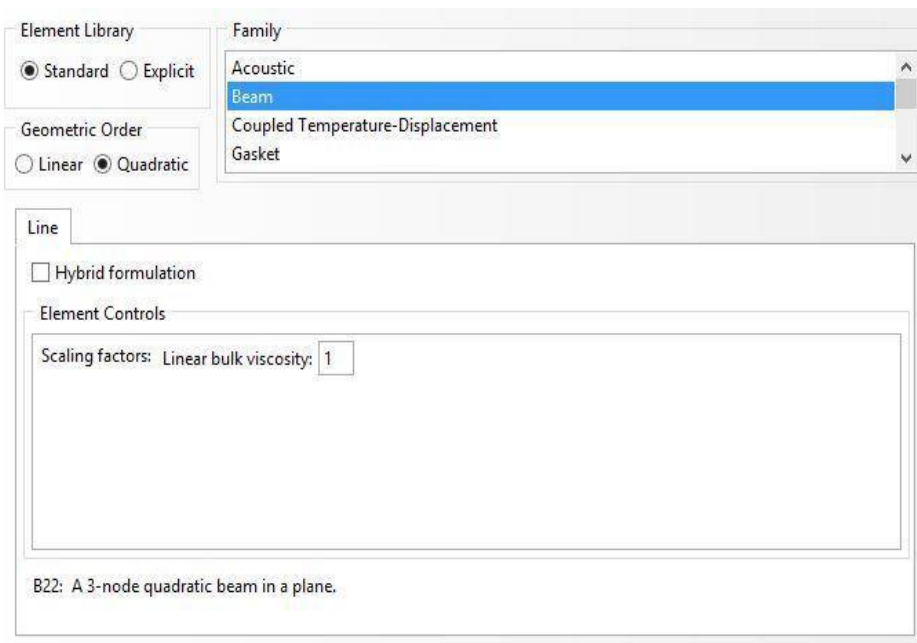 Element Library
Standard Explicit
Geometric Order
Linear Quadratic
Family
Acoustic
Beam
Coupled Temperature-Displacement
Gasket
Line
Hybrid formulation
Element Controls
Scaling factors: Linear bulk viscosity: 1
B22: A 3-node quadratic beam in a plane.